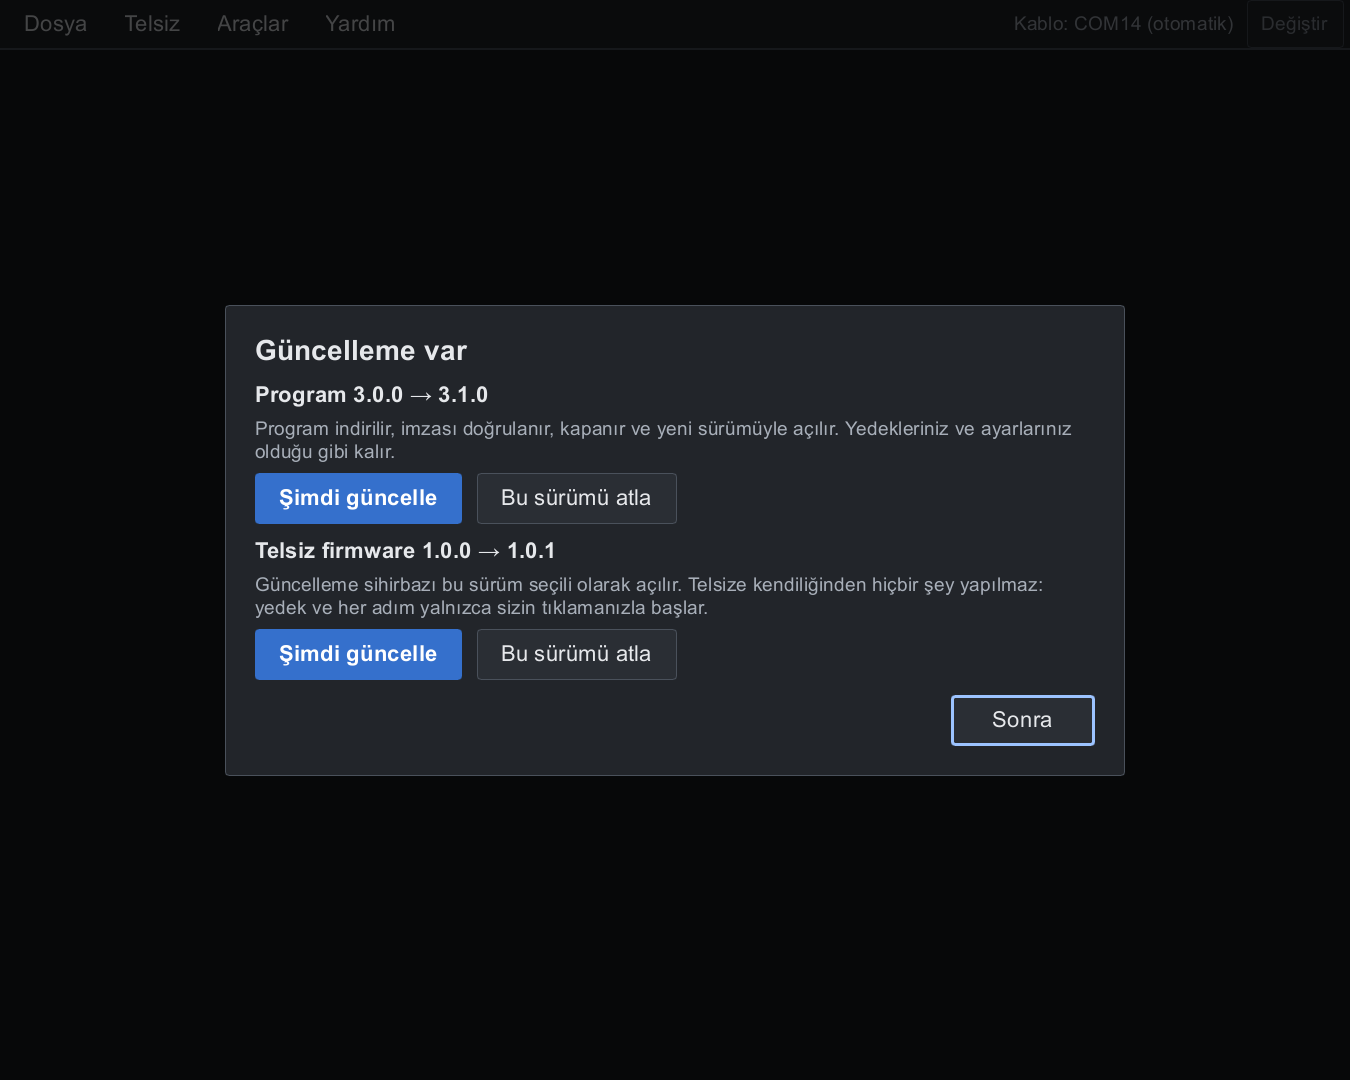 Dosya Telsiz Araçlar Yardım Kablo: COM14 (otomatik) Değiştir
Güncelleme var
Program 3.0.0 → 3.1.0
Program indirilir, imzası doğrulanır, kapanır ve yeni sürümüyle açılır. Yedekleriniz ve ayarlarınız
olduğu gibi kalır.
Şimdi güncelle Bu sürümü atla
Telsiz firmware 1.0.0 → 1.0.1
Güncelleme sihirbazı bu sürüm seçili olarak açılır. Telsize kendiliğinden hiçbir şey yapılmaz:
yedek ve her adım yalnızca sizin tıklamanızla başlar.
Şimdi güncelle Bu sürümü atla
Sonra